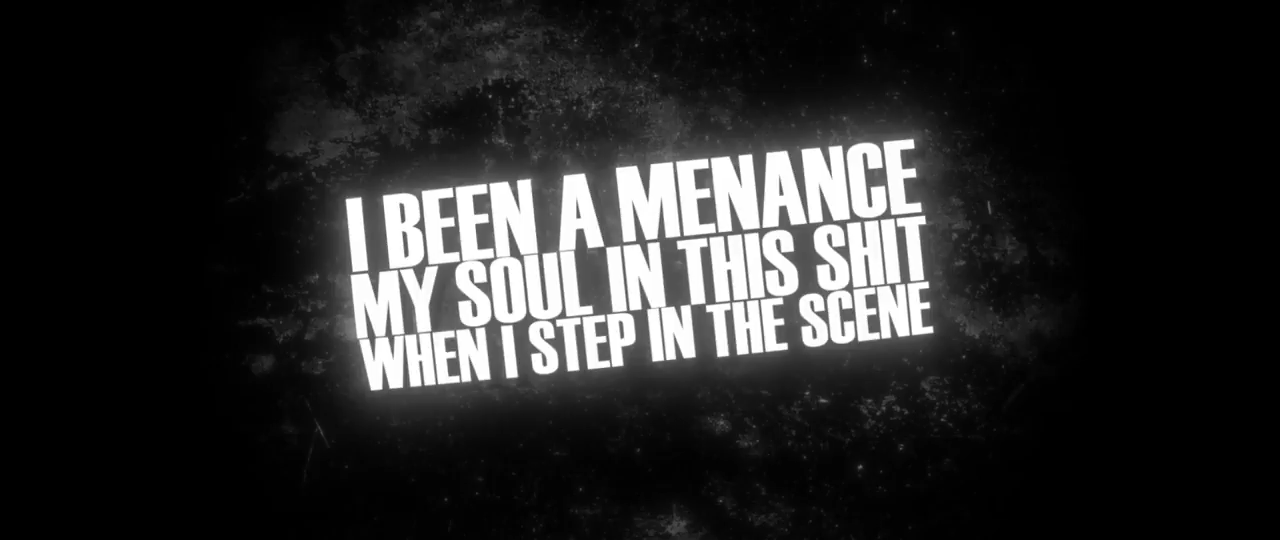 I BEEN A MENANCE
MY SOUL IN THIS SHIT
WHEN I STEP IN THE SCENE